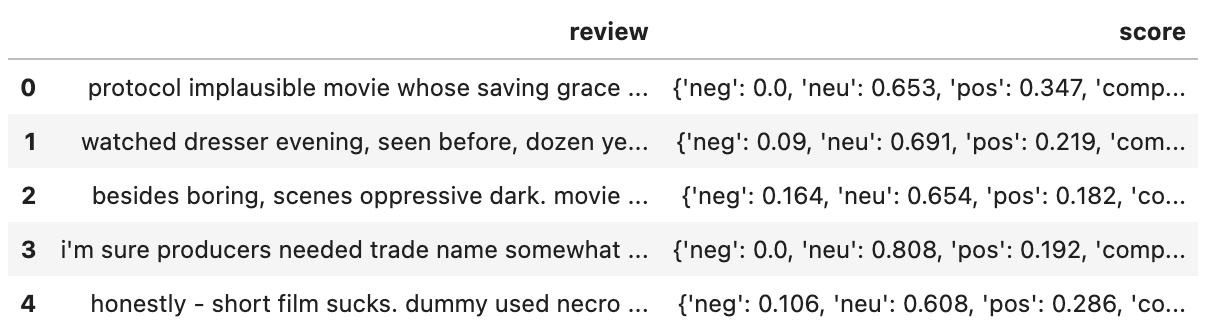 review score
0 protocol implausible movie whose saving grace ... {'neg': 0.0, 'neu': 0.653, 'pos': 0.347, 'comp...
1 watched dresser evening, seen before, dozen ye... {'neg': 0.09, 'neu': 0.691, 'pos': 0.219, 'com...
2 besides boring, scenes oppressive dark. movie ... {'neg': 0.164, 'neu': 0.654, 'pos': 0.182, 'co...
3 i'm sure producers needed trade name somewhat ... {'neg': 0.0, 'neu': 0.808, 'pos': 0.192, 'comp...
4 honestly - short film sucks. dummy used necro ... {'neg': 0.106, 'neu': 0.608, 'pos': 0.286, 'co...